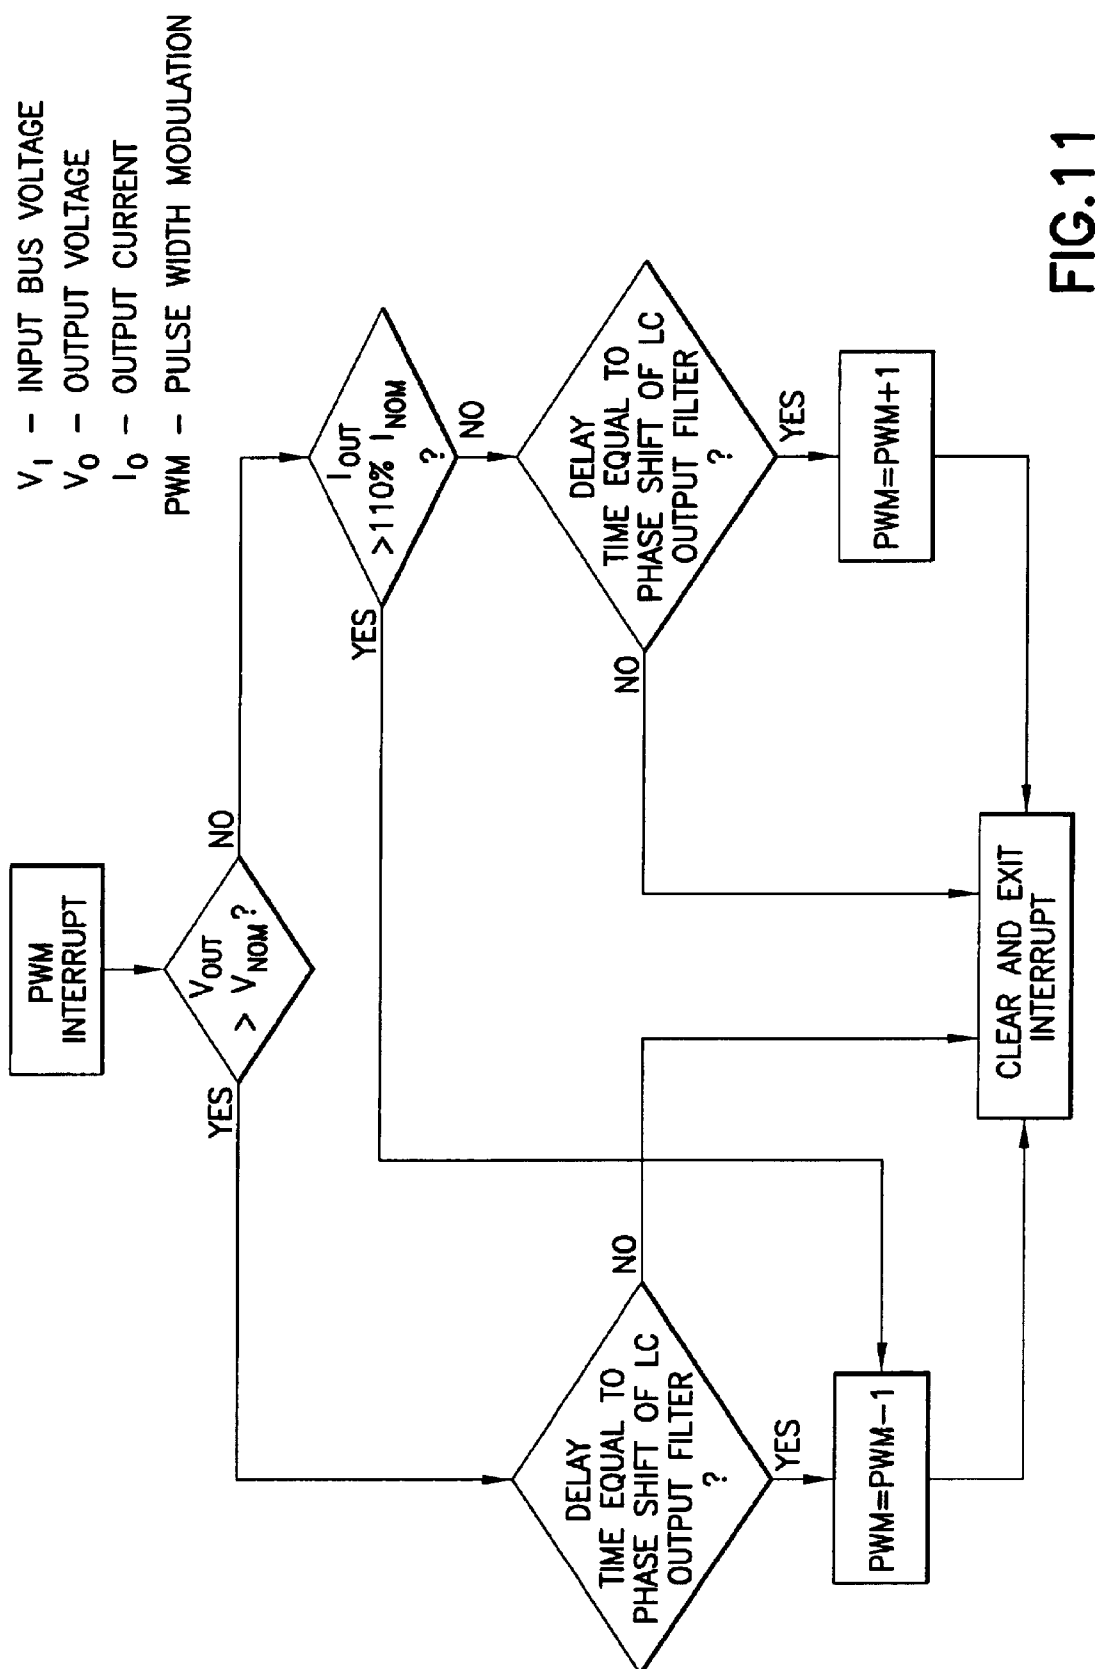 V_I – INPUT BUS VOLTAGE
V_O – OUTPUT VOLTAGE
I_O – OUTPUT CURRENT
PWM – PULSE WIDTH MODULATION
PWM
INTERRUPT
V_OUT
> V_NOM?
YES
NO
I_OUT
>110% I_NOM
?
YES
NO
DELAY
TIME EQUAL TO
PHASE SHIFT OF LC
OUTPUT FILTER
?
NO
YES
DELAY
TIME EQUAL TO
PHASE SHIFT OF LC
OUTPUT FILTER
?
NO
YES
PWM=PWM–1
PWM=PWM+1
CLEAR AND EXIT
INTERRUPT
FIG.11